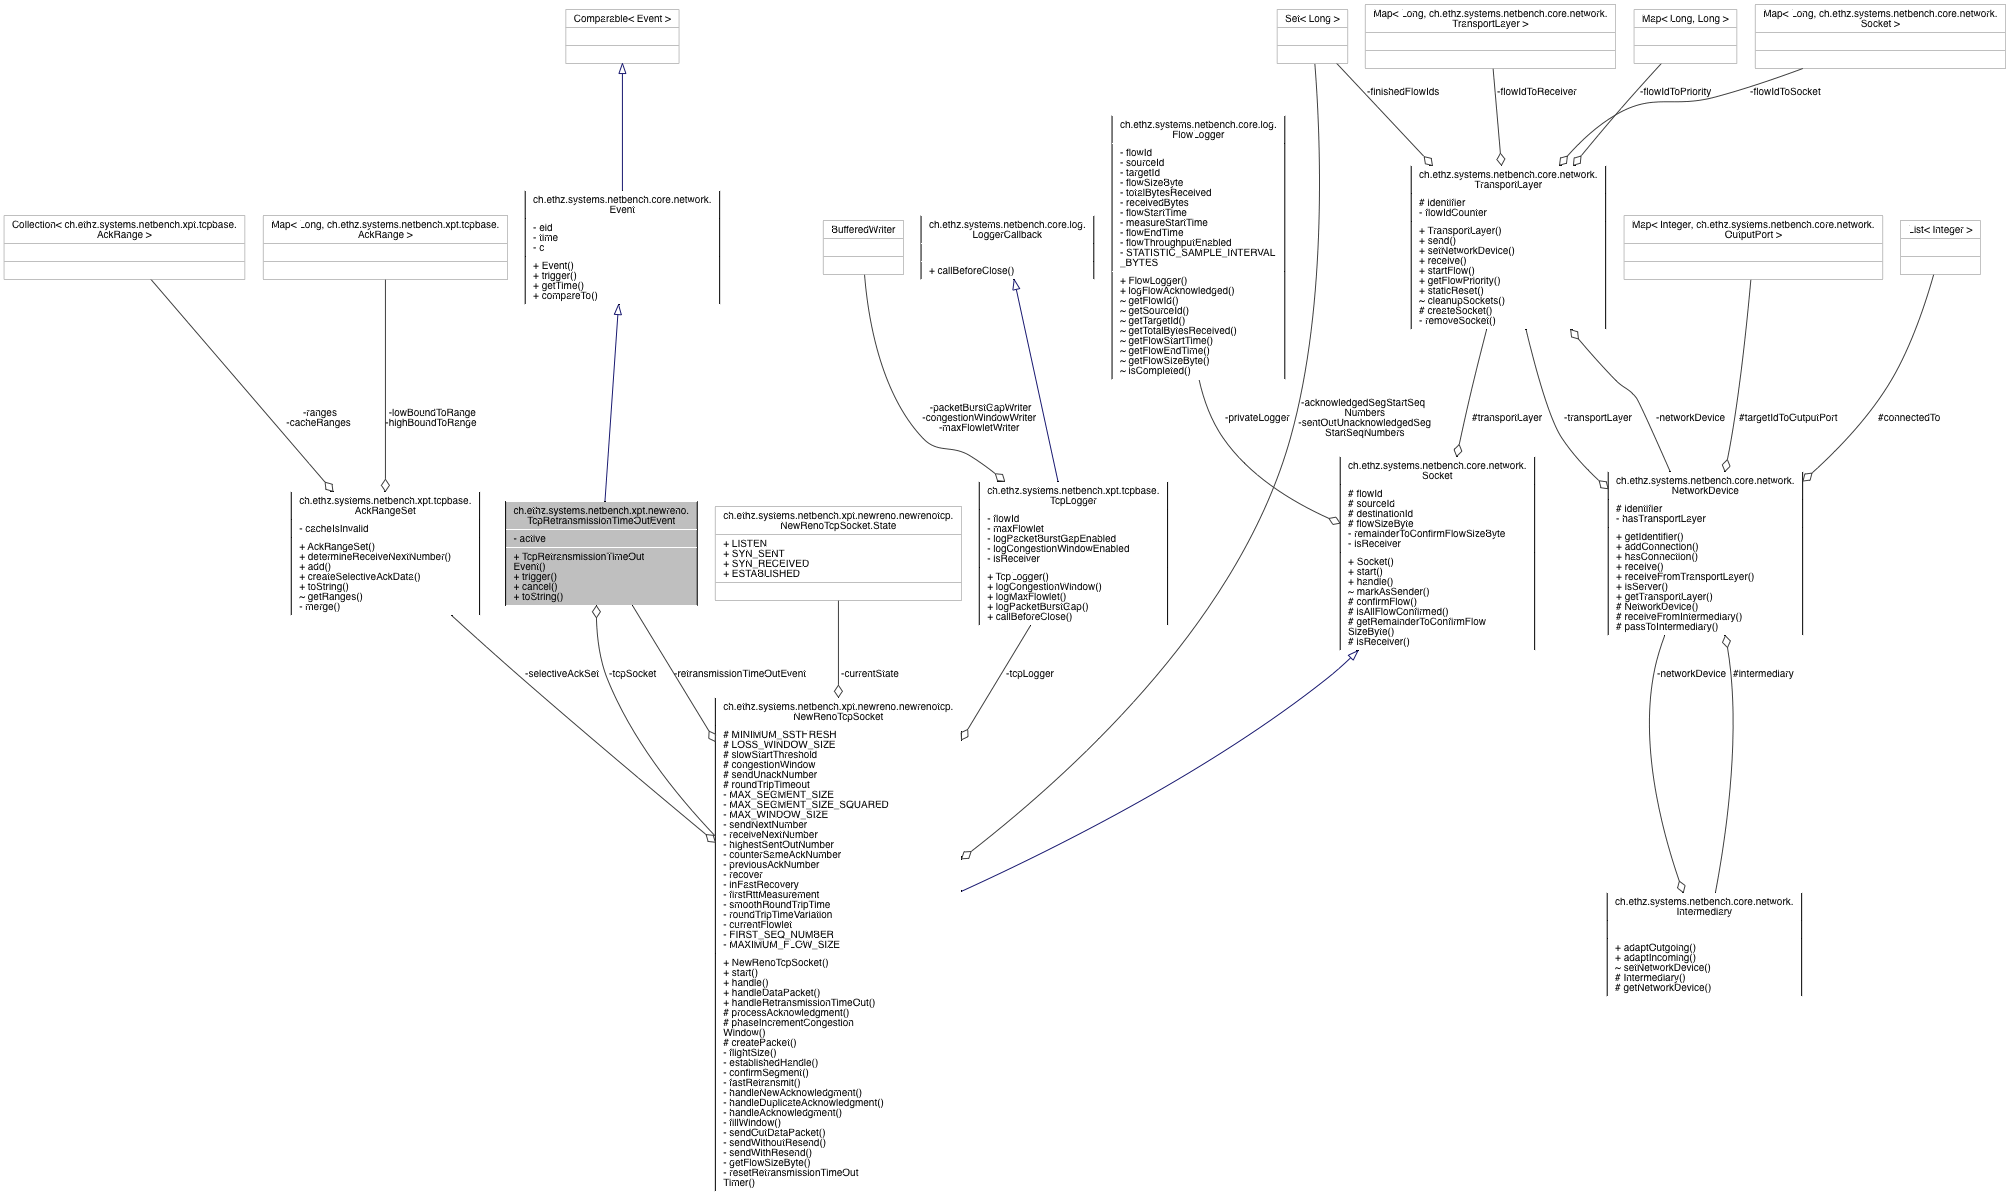 Comparable< Event >
Set< Long >
Map< Long, ch.ethz.systems.netbench.core.network.
TransportLayer >
Map< Long, Long >
Map< Long, ch.ethz.systems.netbench.core.network.
Socket >
-finishedFlowIds
-flowIdToReceiver
-flowIdToPriority
-flowIdToSocket
ch.ethz.systems.netbench.core.log.
FlowLogger
- flowId
- sourceId
- targetId
- flowSizeByte
- totalBytesReceived
- receivedBytes
- flowStartTime
- measureStartTime
- flowEndTime
- flowThroughputEnabled
- STATISTIC_SAMPLE_INTERVAL
_BYTES
+ FlowLogger()
+ logFlowAcknowledged()
~ getFlowId()
~ getSourceId()
~ getTargetId()
~ getTotalBytesReceived()
~ getFlowStartTime()
~ getFlowEndTime()
~ getFlowSizeByte()
~ isCompleted()
ch.ethz.systems.netbench.core.network.
TransportLayer
# identifier
- flowIdCounter
+ TransportLayer()
+ send()
+ setNetworkDevice()
+ receive()
+ startFlow()
+ getFlowPriority()
+ staticReset()
~ cleanupSockets()
# createSocket()
- removeSocket()
ch.ethz.systems.netbench.core.network.
Event
- eid
- time
- c
+ Event()
+ trigger()
+ getTime()
+ compareTo()
Collection< ch.ethz.systems.netbench.xpt.tcpbase.
AckRange >
Map< Long, ch.ethz.systems.netbench.xpt.tcpbase.
AckRange >
BufferedWriter
ch.ethz.systems.netbench.core.log.
LoggerCallback
+ callBeforeClose()
Map< Integer, ch.ethz.systems.netbench.core.network.
OutputPort >
List< Integer >
-ranges
-cacheRanges
-lowBoundToRange
-highBoundToRange
-packetBurstGapWriter
-congestionWindowWriter
-maxFlowletWriter
-privateLogger
-acknowledgedSegStartSeq
Numbers
-sentOutUnacknowledgedSeg
StartSeqNumbers
#transportLayer
-transportLayer
-networkDevice
#targetIdToOutputPort
#connectedTo
ch.ethz.systems.netbench.xpt.tcpbase.
AckRangeSet
- cacheIsInvalid
+ AckRangeSet()
+ determineReceiveNextNumber()
+ add()
+ createSelectiveAckData()
+ toString()
~ getRanges()
- merge()
ch.ethz.systems.netbench.xpt.newreno.
TcpRetransmissionTimeOutEvent
- active
+ TcpRetransmissionTimeOut
Event()
+ trigger()
+ cancel()
+ toString()
ch.ethz.systems.netbench.xpt.newreno.newrenotcp.
NewRenoTcpSocket.State
+ LISTEN
+ SYN_SENT
+ SYN_RECEIVED
+ ESTABLISHED
ch.ethz.systems.netbench.xpt.tcpbase.
TcpLogger
- flowId
- maxFlowlet
- logPacketBurstGapEnabled
- logCongestionWindowEnabled
- isReceiver
+ TcpLogger()
+ logCongestionWindow()
+ logMaxFlowlet()
+ logPacketBurstGap()
+ callBeforeClose()
ch.ethz.systems.netbench.core.network.
Socket
# flowId
# sourceId
# destinationId
# flowSizeByte
- remainderToConfirmFlowSizeByte
- isReceiver
+ Socket()
+ start()
+ handle()
~ markAsSender()
# confirmFlow()
# isAllFlowConfirmed()
# getRemainderToConfirmFlow
SizeByte()
# isReceiver()
ch.ethz.systems.netbench.core.network.
NetworkDevice
# identifier
- hasTransportLayer
+ getIdentifier()
+ addConnection()
+ hasConnection()
+ receive()
+ receiveFromTransportLayer()
+ isServer()
+ getTransportLayer()
# NetworkDevice()
# receiveFromIntermediary()
# passToIntermediary()
-selectiveAckSet
-tcpSocket
-retransmissionTimeOutEvent
-currentState
-tcpLogger
-networkDevice
#intermediary
ch.ethz.systems.netbench.xpt.newreno.newrenotcp.
NewRenoTcpSocket
# MINIMUM_SSTHRESH
# LOSS_WINDOW_SIZE
# slowStartThreshold
# congestionWindow
# sendUnackNumber
# roundTripTimeout
- MAX_SEGMENT_SIZE
- MAX_SEGMENT_SIZE_SQUARED
- MAX_WINDOW_SIZE
- sendNextNumber
- receiveNextNumber
- highestSentOutNumber
- counterSameAckNumber
- previousAckNumber
- recover
- inFastRecovery
- firstRttMeasurement
- smoothRoundTripTime
- roundTripTimeVariation
- currentFlowlet
- FIRST_SEQ_NUMBER
- MAXIMUM_FLOW_SIZE
+ NewRenoTcpSocket()
+ start()
+ handle()
+ handleDataPacket()
+ handleRetransmissionTimeOut()
# processAcknowledgment()
# phaseIncrementCongestion
Window()
# createPacket()
- flightSize()
- establishedHandle()
- confirmSegment()
- fastRetransmit()
- handleNewAcknowledgment()
- handleDuplicateAcknowledgment()
- handleAcknowledgment()
- fillWindow()
- sendOutDataPacket()
- sendWithoutResend()
- sendWithResend()
- getFlowSizeByte()
- resetRetransmissionTimeOut
Timer()
ch.ethz.systems.netbench.core.network.
Intermediary
+ adaptOutgoing()
+ adaptIncoming()
~ setNetworkDevice()
# Intermediary()
# getNetworkDevice()